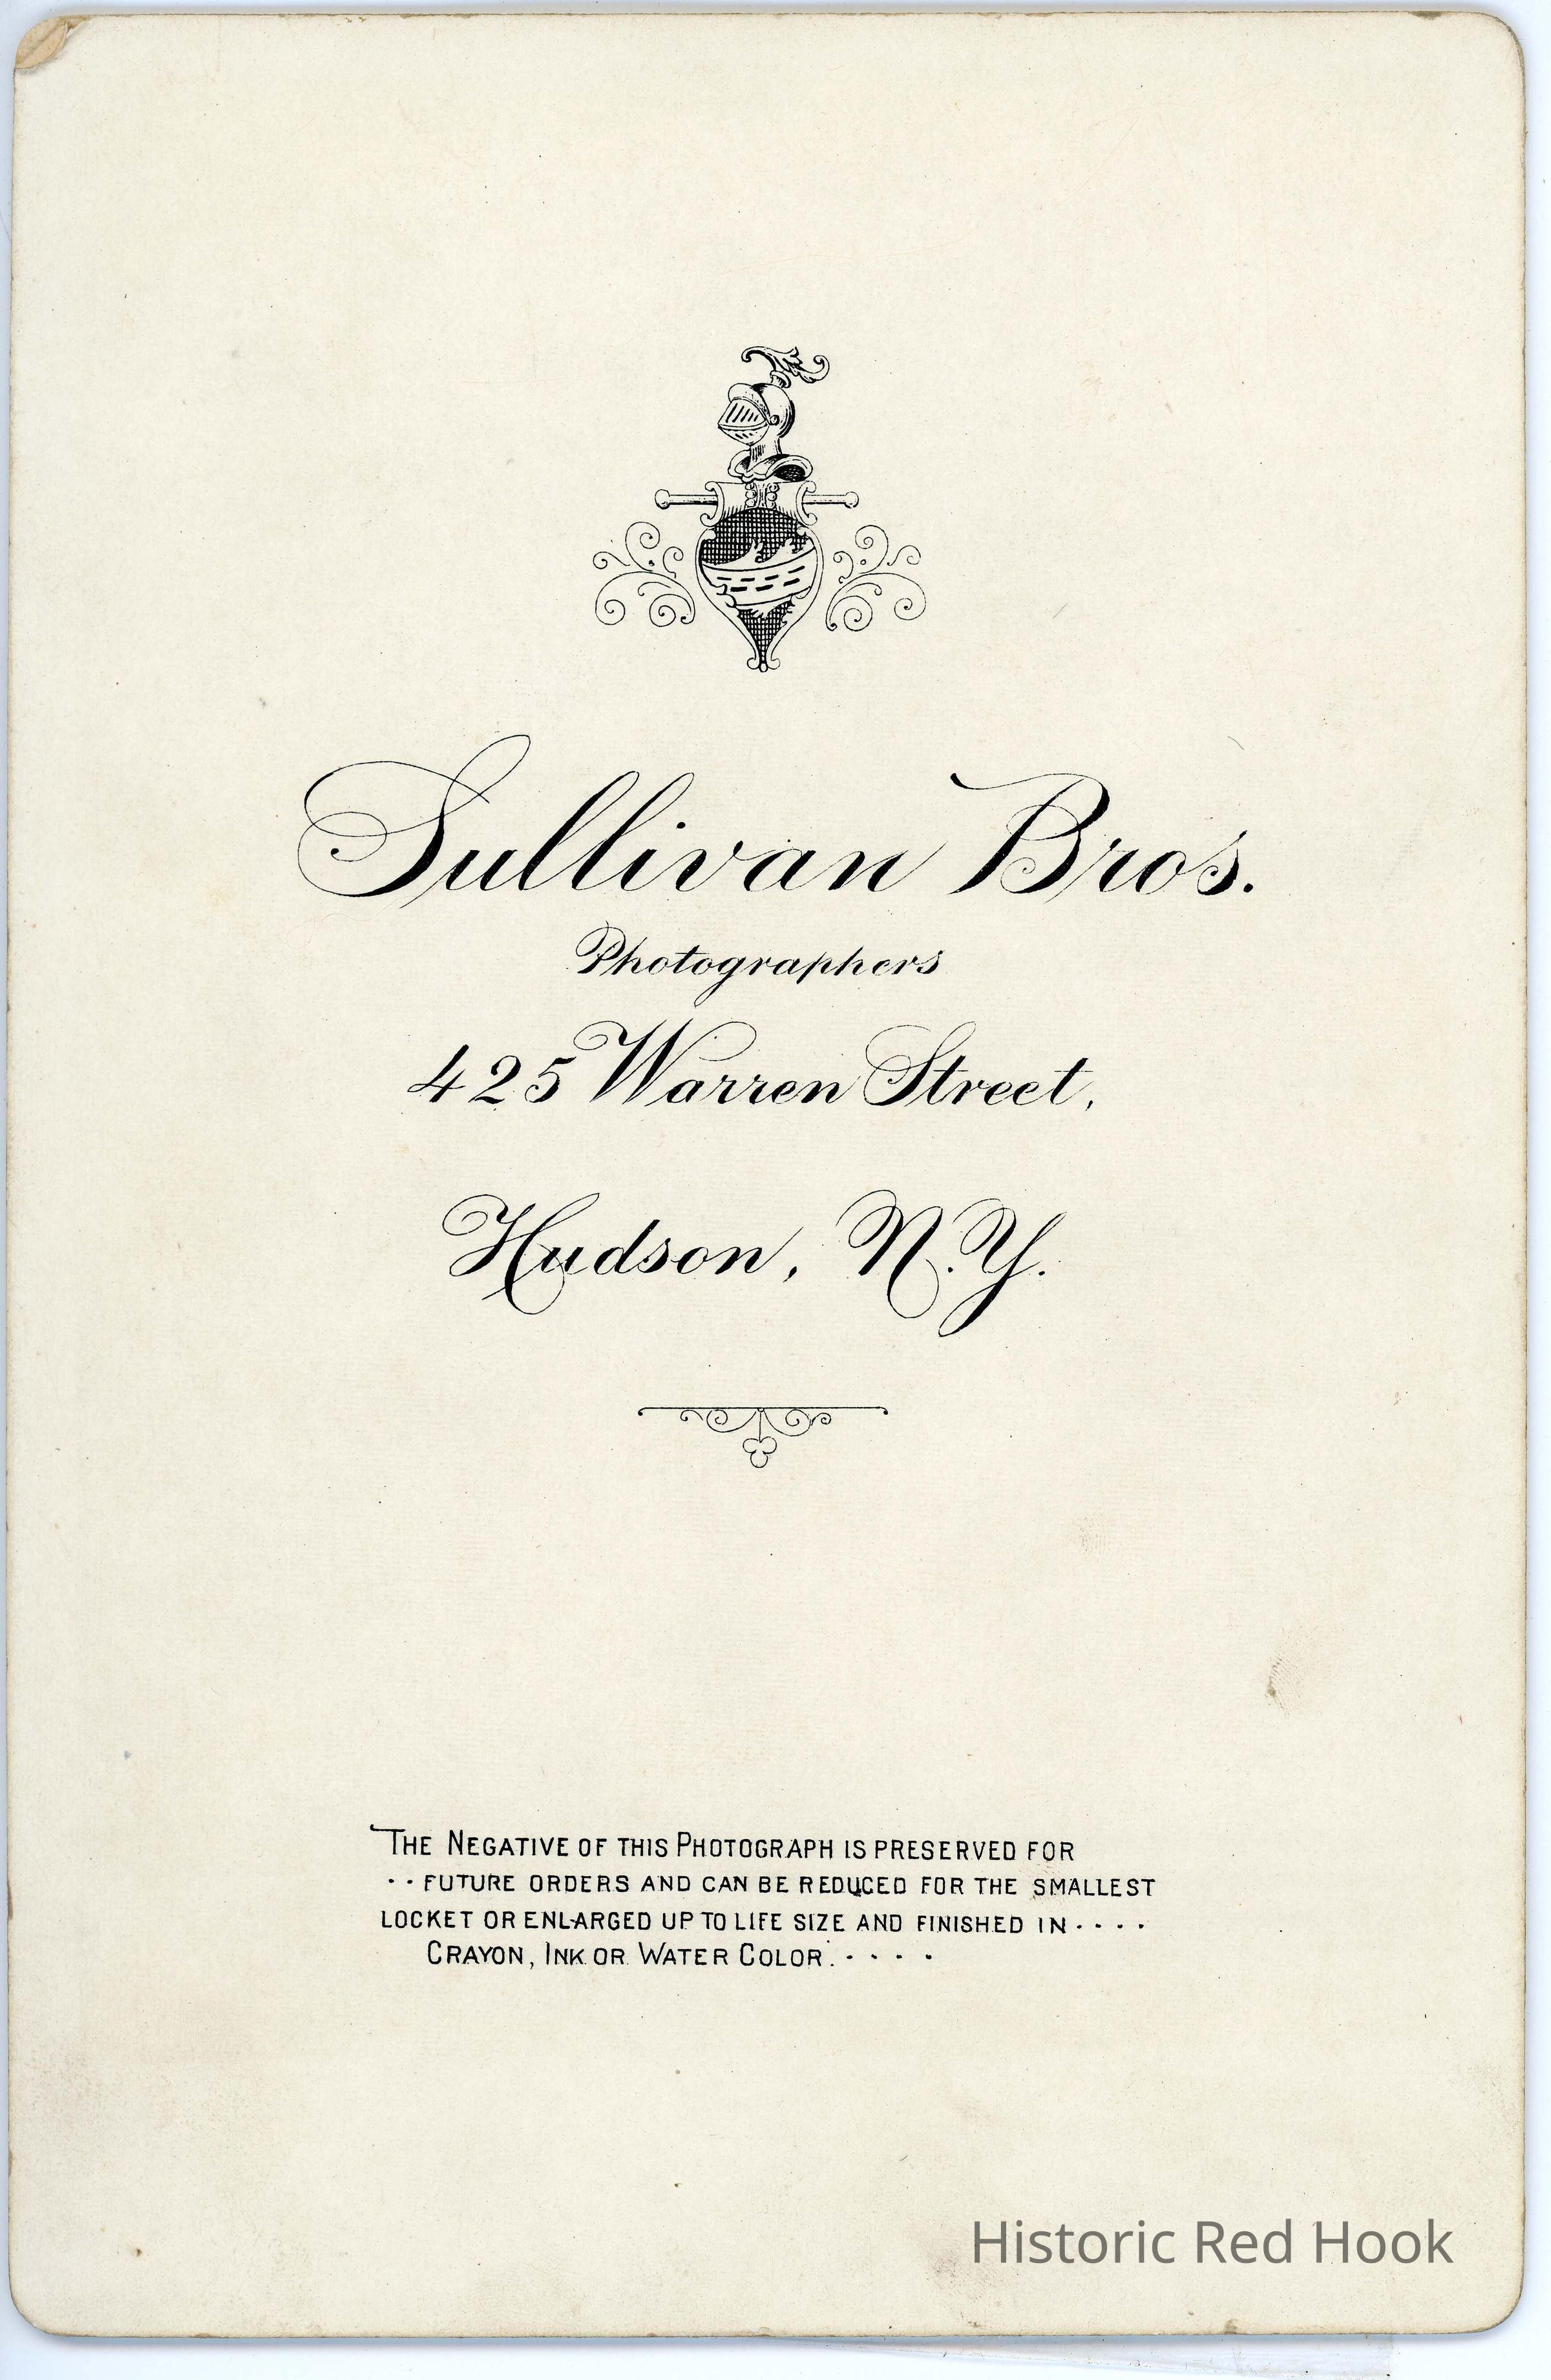 Sullivan Bros.
Photographers
425 Warren Street,
Hudson, N.Y.
The Negative of this Photograph is preserved for
·· future orders and can be reduced for the smallest
locket or enlarged up to life size and finished in ····
Crayon, Ink or Water Color. ····
Historic Red Hook